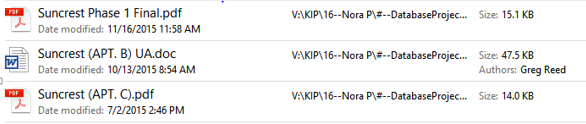 PDF Suncrest Phase 1 Final.pdf V:\KIP\16--Nora P\#--DatabaseProjec... Size: 15.1 KB
Date modified: 11/16/2015 11:58 AM
W Suncrest (APT. B) UA.doc V:\KIP\16--Nora P\#--DatabaseProjec... Size: 47.5 KB
Date modified: 10/13/2015 8:54 AM Authors: Greg Reed
PDF Suncrest (APT. C).pdf V:\KIP\16--Nora P\#--DatabaseProjec... Size: 14.0 KB
Date modified: 7/2/2015 2:46 PM